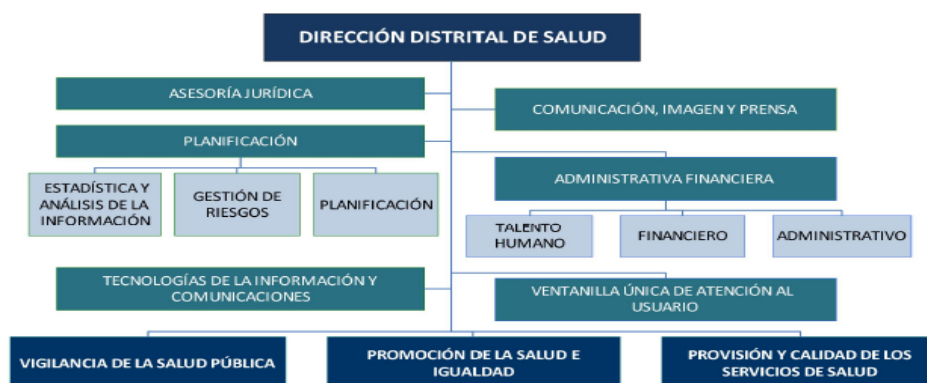 DIRECCIÓN DISTRITAL DE SALUD
ASESORÍA JURÍDICA
COMUNICACIÓN, IMAGEN Y PRENSA
PLANIFICACIÓN
ADMINISTRATIVA FINANCIERA
ESTADÍSTICA Y
ANÁLISIS DE LA
INFORMACIÓN
GESTIÓN DE
RIESGOS
PLANIFICACIÓN
TALENTO
HUMANO
FINANCIERO
ADMINISTRATIVO
TECNOLOGÍAS DE LA INFORMACIÓN Y
COMUNICACIONES
VENTANILLA ÚNICA DE ATENCIÓN AL
USUARIO
VIGILANCIA DE LA SALUD PÚBLICA
PROMOCIÓN DE LA SALUD E
IGUALDAD
PROVISIÓN Y CALIDAD DE LOS
SERVICIOS DE SALUD